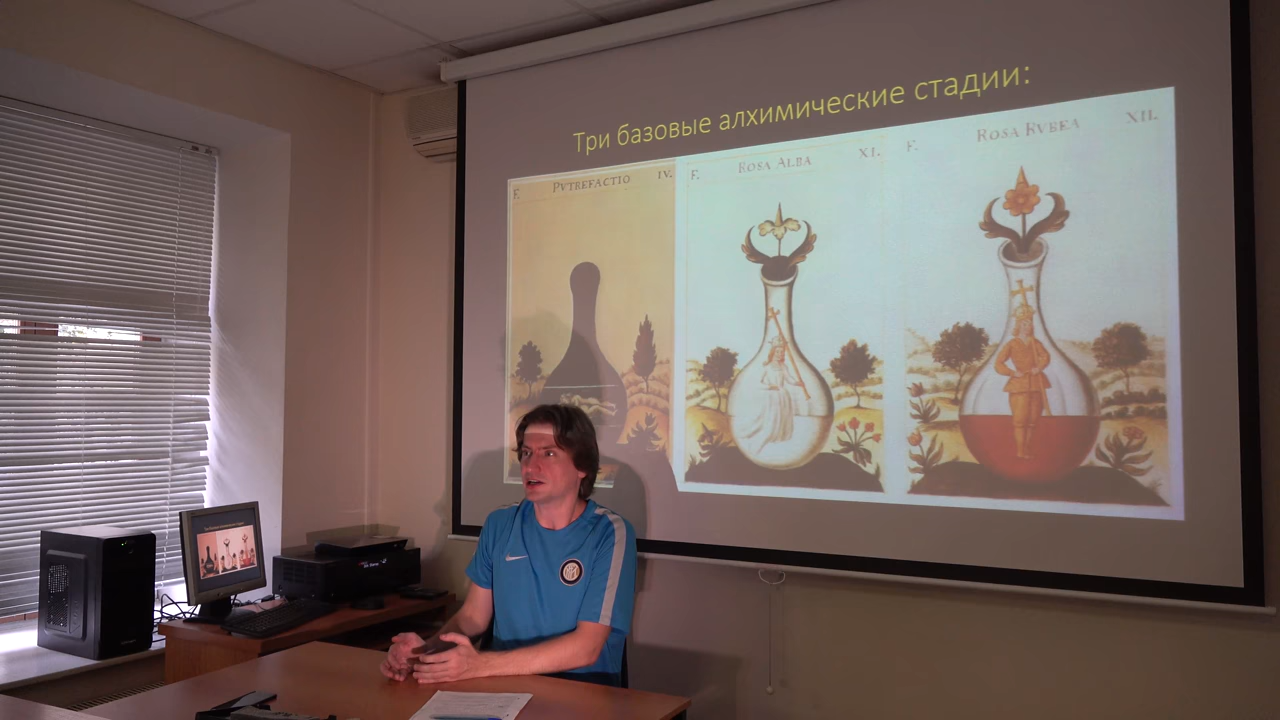 Три базовые алхимические стадии:
F. PVTREFACTIO IV.
F. ROSA ALBA XI.
F. ROSA RVBEA XII.